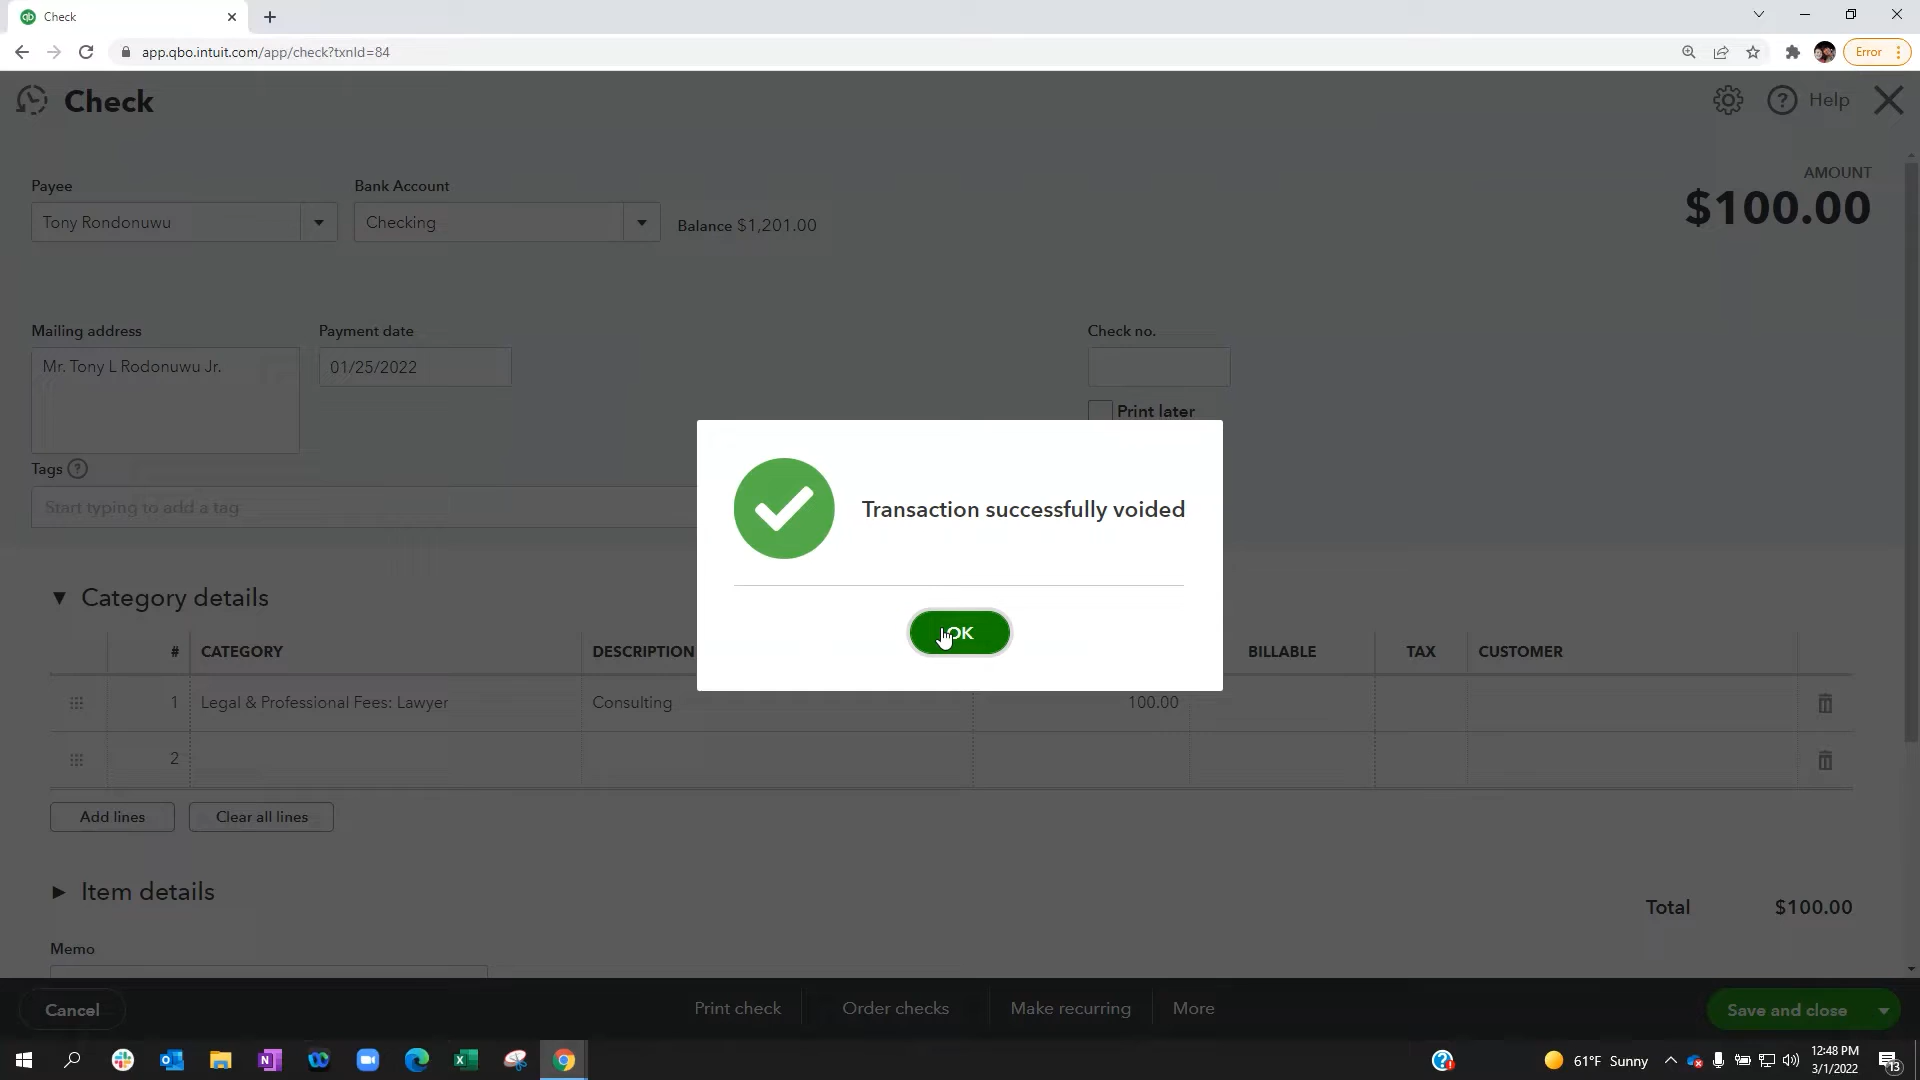 Check
app.qbo.intuit.com/app/check?txnId=84
Error
Check
Help
Payee
Bank Account
AMOUNT
Tony Rondonuwu
Checking
Balance $1,201.00
$100.00
Mailing address
Payment date
Check no.
Mr. Tony L Rodonuwu Jr.
01/25/2022
Print later
Tags ?
Start typing to add a tag
Transaction successfully voided
OK
Category details
# CATEGORY DESCRIPTION BILLABLE TAX CUSTOMER
1 Legal & Professional Fees: Lawyer Consulting 100.00
2
Add lines
Clear all lines
Item details
Total $100.00
Memo
Cancel
Print check
Order checks
Make recurring
More
Save and close
61°F Sunny
12:48 PM
3/1/2022
13